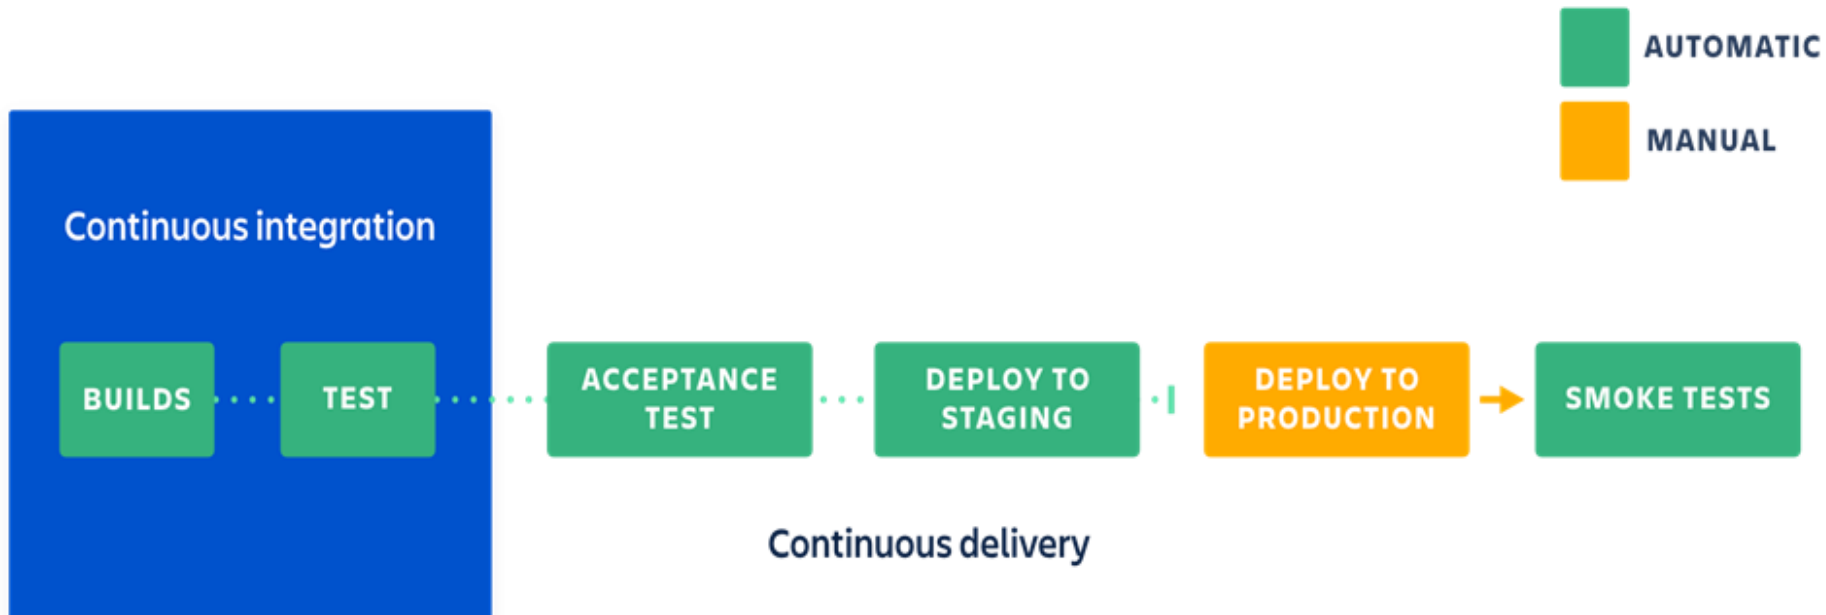 AUTOMATIC
MANUAL
Continuous integration
BUILDS
TEST
ACCEPTANCE
TEST
DEPLOY TO
STAGING
DEPLOY TO
PRODUCTION
SMOKE TESTS
Continuous delivery